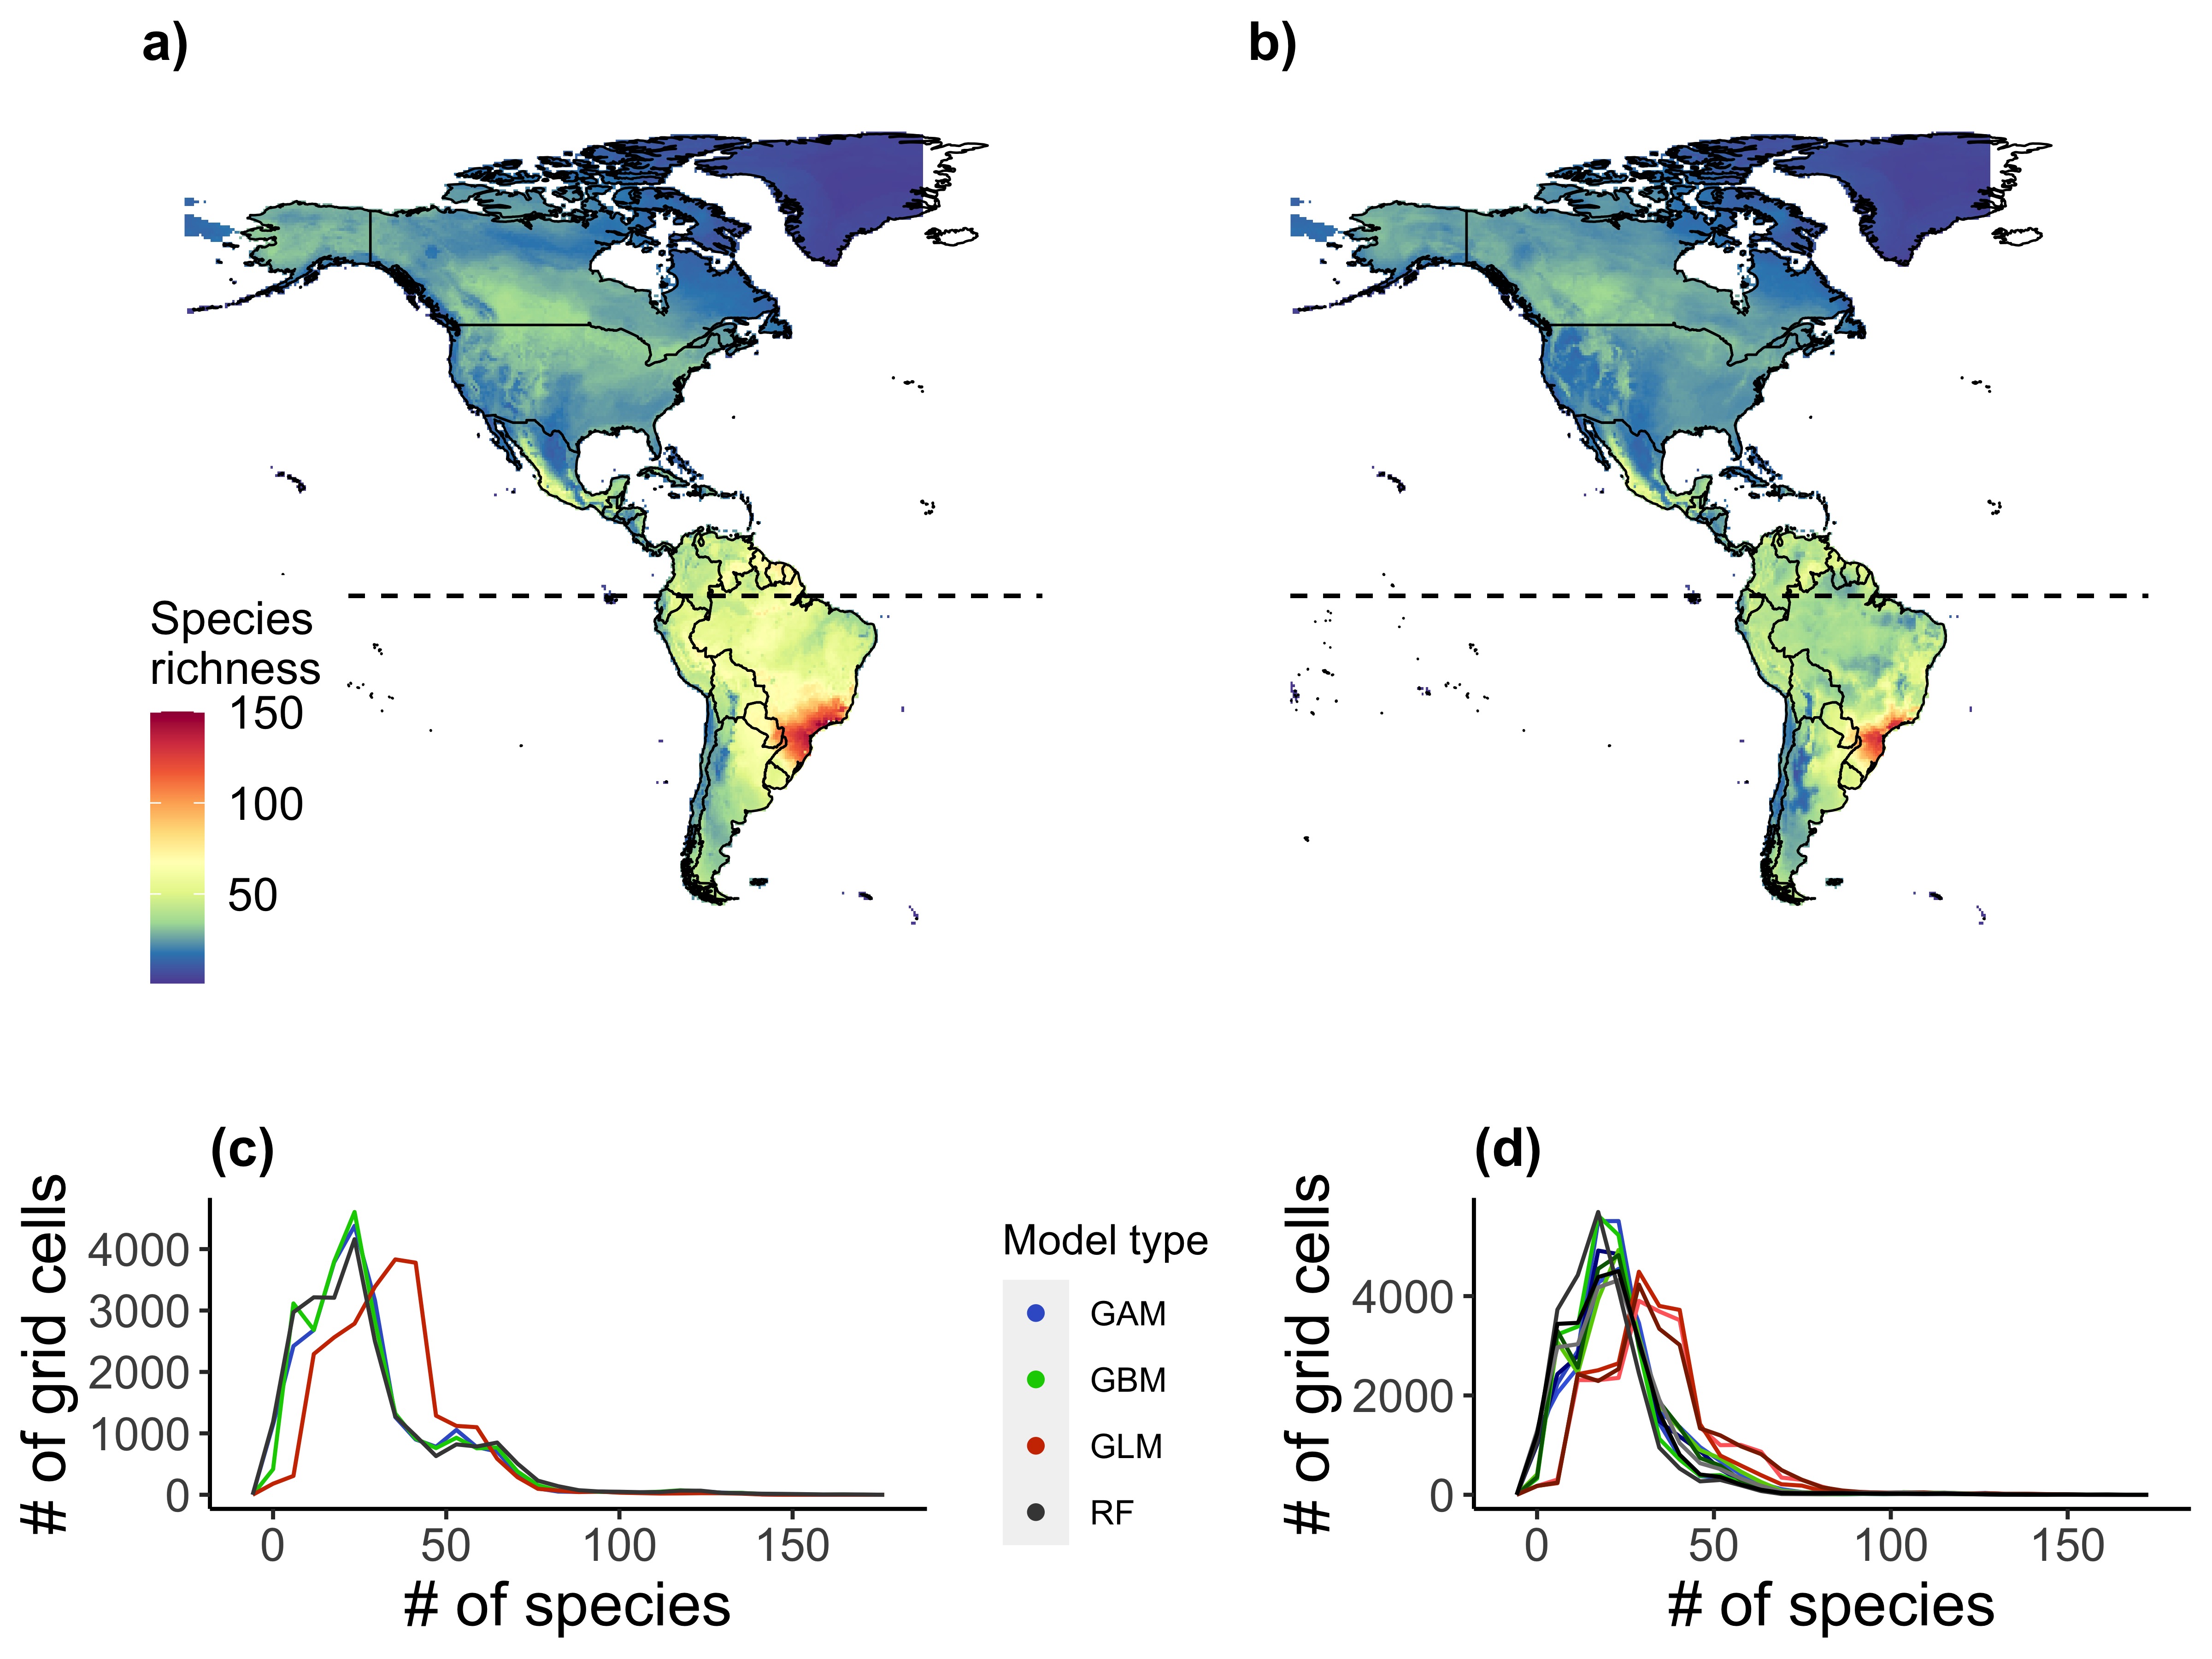 a)
b)
Species
richness
150
100
50
(c)
# of grid cells
4000
3000
2000
1000
0
0 50 100 150
# of species
Model type
GAM
GBM
GLM
RF
(d)
# of grid cells
4000
2000
0
0 50 100 150
# of species